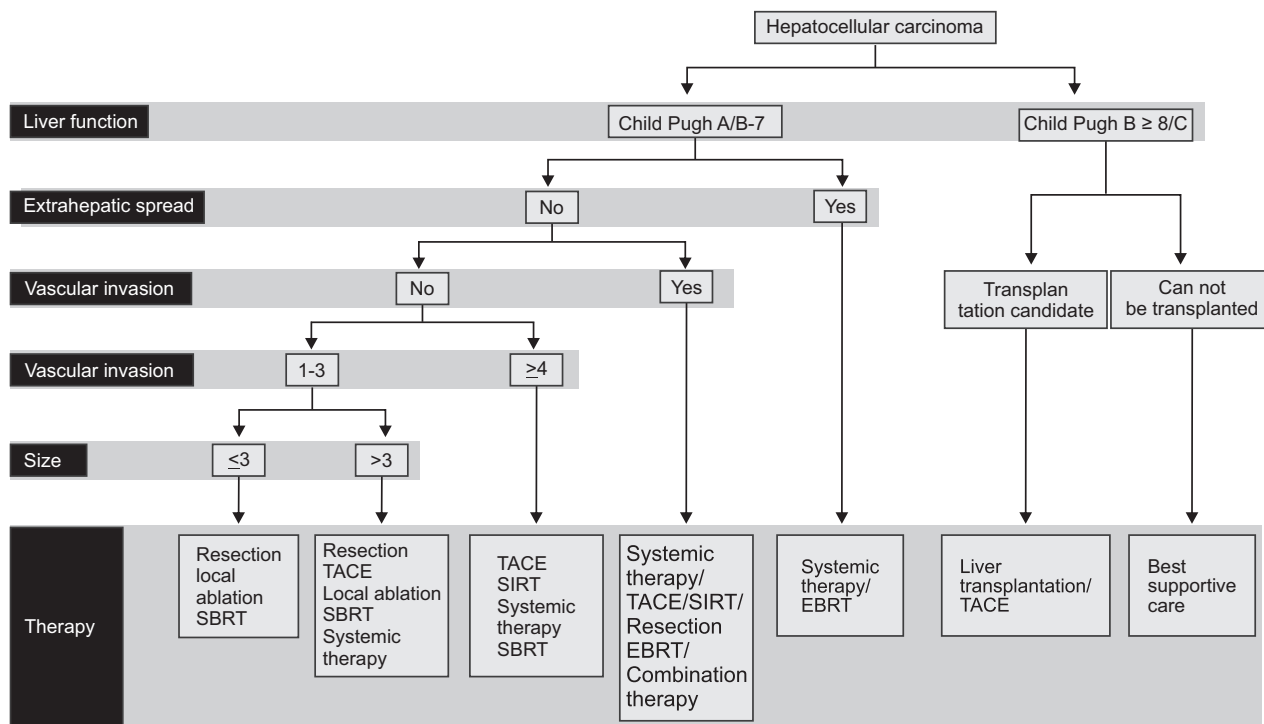 Hepatocellular carcinoma
Liver function
Child Pugh A/B-7
Child Pugh B ≥ 8/C
Extrahepatic spread
No
Yes
Vascular invasion
No
Yes
Transplan
tation candidate
Can not
be transplanted
Vascular invasion
1-3
≥4
Size
≤3
>3
Therapy
Resection
local
ablation
SBRT
Resection
TACE
Local ablation
SBRT
Systemic
therapy
TACE
SIRT
Systemic
therapy
SBRT
Systemic
therapy/
TACE/SIRT/
Resection
EBRT/
Combination
therapy
Systemic
therapy/
EBRT
Liver
transplantation/
TACE
Best
supportive
care